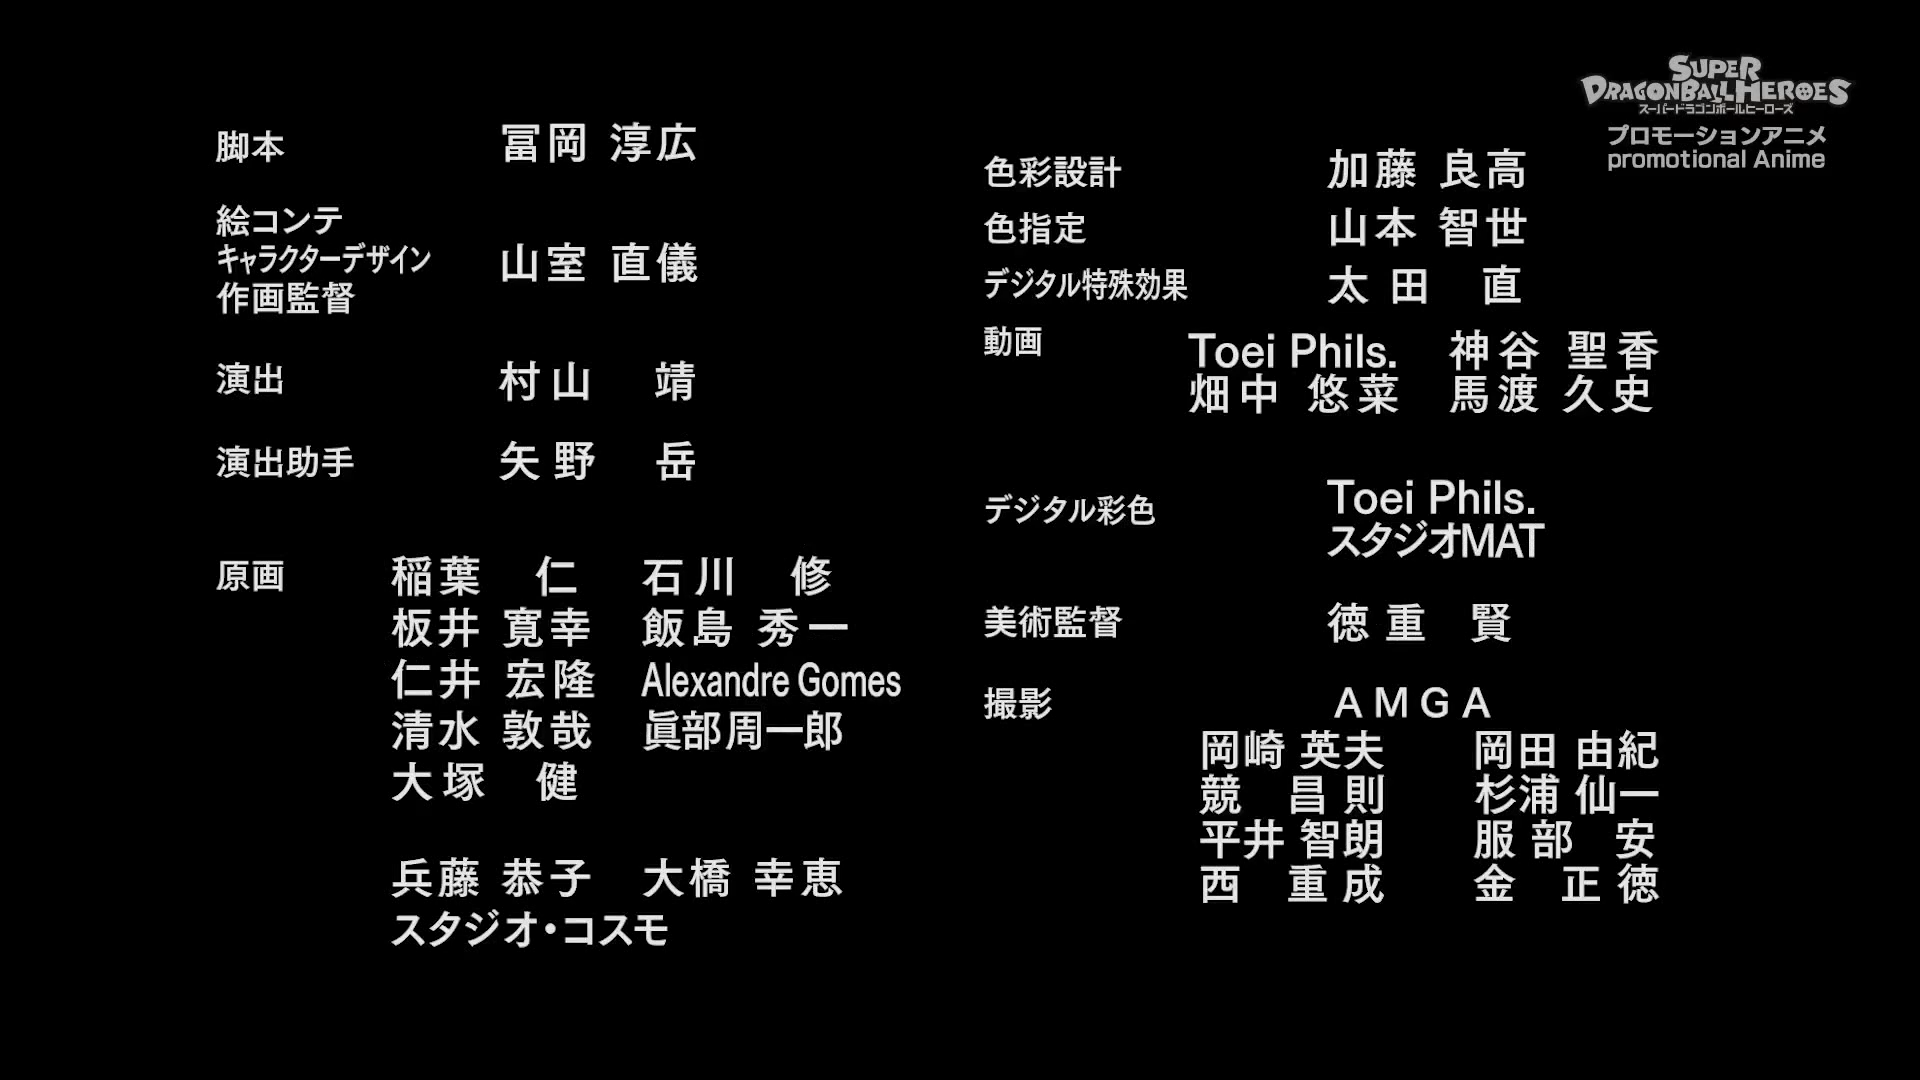 脚本 冨岡 淳広
絵コンテ
キャラクターデザイン 山室 直儀
作画監督
演出 村山 靖
演出助手 矢野 岳
原画 稲葉 仁 石川 修
板井 寛幸 飯島 秀一
仁井 宏隆 Alexandre Gomes
清水 敦哉 眞部周一郎
大塚 健
兵藤 恭子 大橋 幸恵
スタジオ・コスモ
SUPER
DRAGONBALL HEROES
スーパードラゴンボールヒーローズ
プロモーションアニメ
promotional Anime
色彩設計 加藤 良高
色指定 山本 智世
デジタル特殊効果 太田 直
動画 Toei Phils. 神谷 聖香
畑中 悠菜 馬渡 久史
デジタル彩色 Toei Phils.
スタジオMAT
美術監督 徳重 賢
撮影 AMGA
岡崎 英夫 岡田 由紀
競 昌則 杉浦 仙一
平井 智朗 服部 安
西 重成 金 正徳